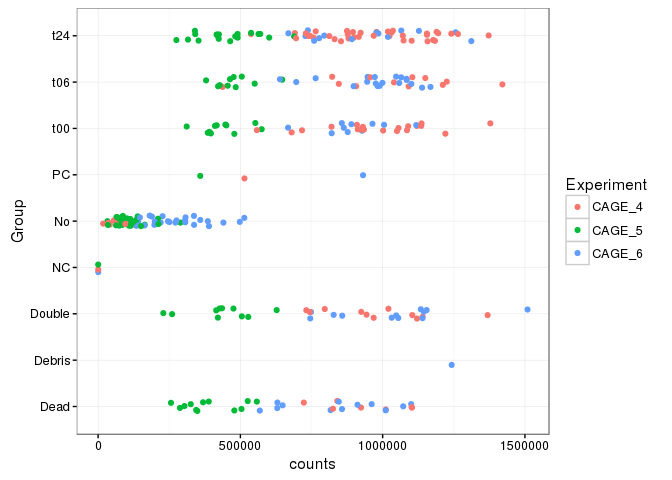 t24
t06
t00
PC
No
NC
Double
Debris
Dead
Group
0
500000
1000000
1500000
counts
Experiment
CAGE_4
CAGE_5
CAGE_6